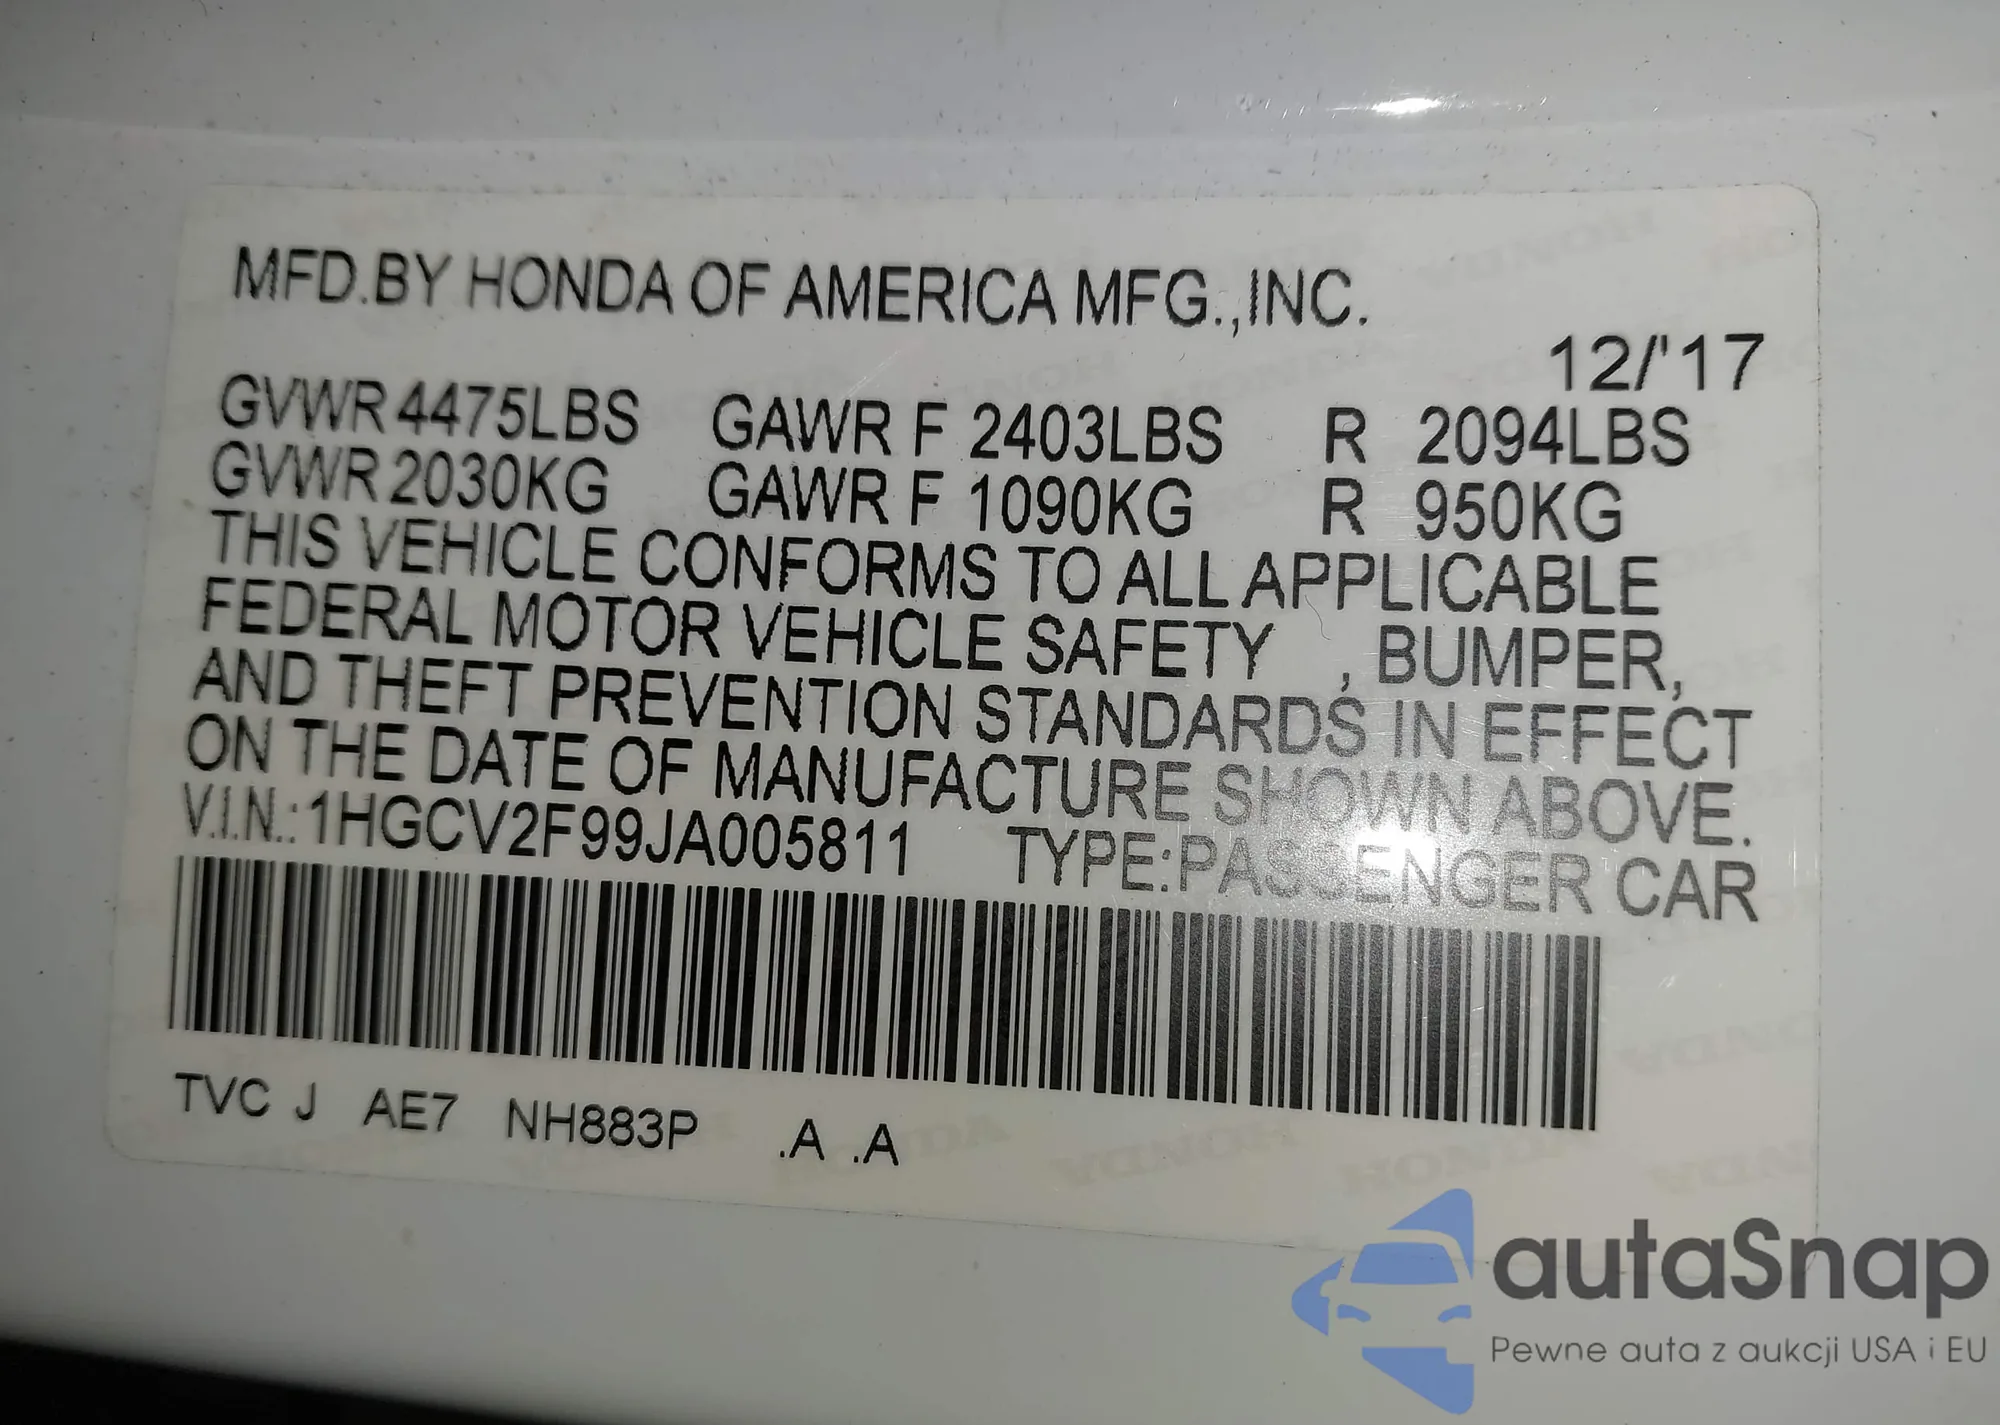 MFD.BY HONDA OF AMERICA MFG.,INC.
12/'17
GVWR 4475LBS GAWR F 2403LBS R 2094LBS
GVWR 2030KG GAWR F 1090KG R 950KG
THIS VEHICLE CONFORMS TO ALL APPLICABLE
FEDERAL MOTOR VEHICLE SAFETY , BUMPER,
AND THEFT PREVENTION STANDARDS IN EFFECT
ON THE DATE OF MANUFACTURE SHOWN ABOVE.
V.I.N.:1HGCV2F99JA005811 TYPE:PASSENGER CAR
TVC J AE7 NH883P .A .A
autaSnap
Pewne auta z aukcji USA i EU